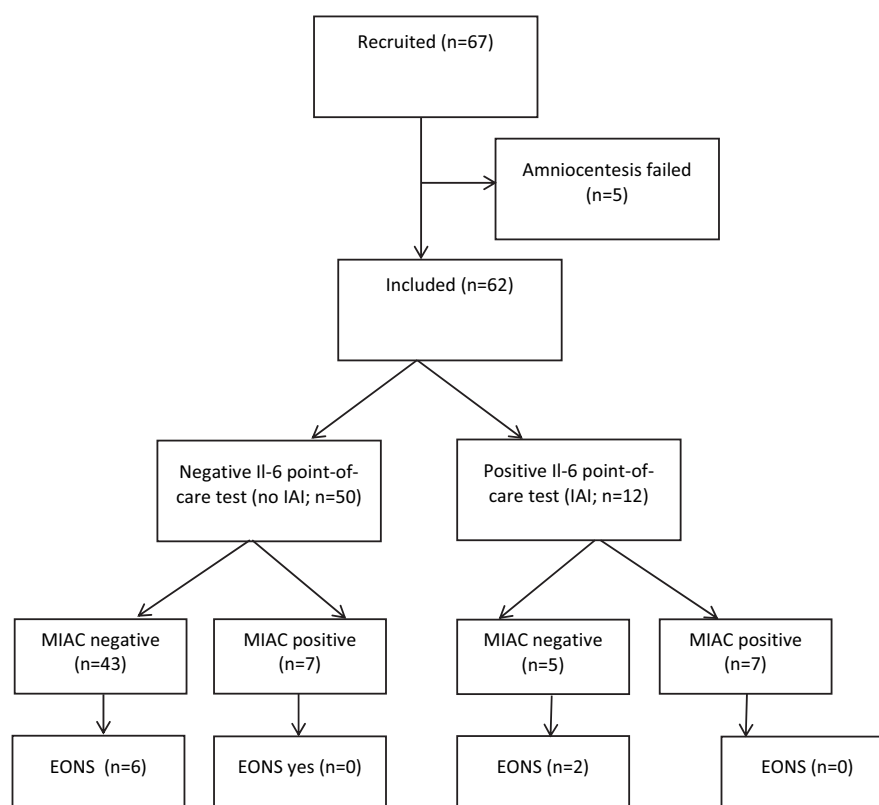 Recruited (n=67)
Amniocentesis failed
(n=5)
Included (n=62)
Negative Il-6 point-of-
care test (no IAI; n=50)
Positive Il-6 point-of-
care test (IAI; n=12)
MIAC negative
(n=43)
MIAC positive
(n=7)
MIAC negative
(n=5)
MIAC positive
(n=7)
EONS (n=6)
EONS yes (n=0)
EONS (n=2)
EONS (n=0)